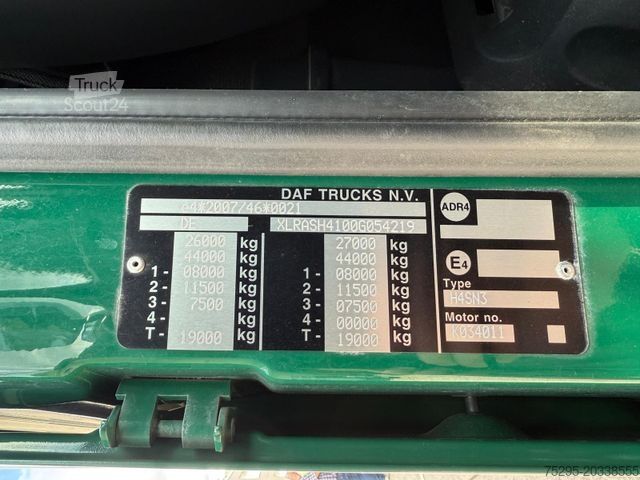 Truck
Scout24
DAF TRUCKS N.V.
e4*2007/46*0021
DE XLRASH4100G054219
26000 kg 27000 kg
44000 kg 44000 kg
1- 08000 kg 1- 08000 kg
2- 11500 kg 2- 11500 kg
3- 7500 kg 3- 07500 kg
4- kg 4- 00000 kg
T- 19000 kg T- 19000 kg
ADR4
E4
Type
H4SN3
Motor no.
K034011
75295-20338555